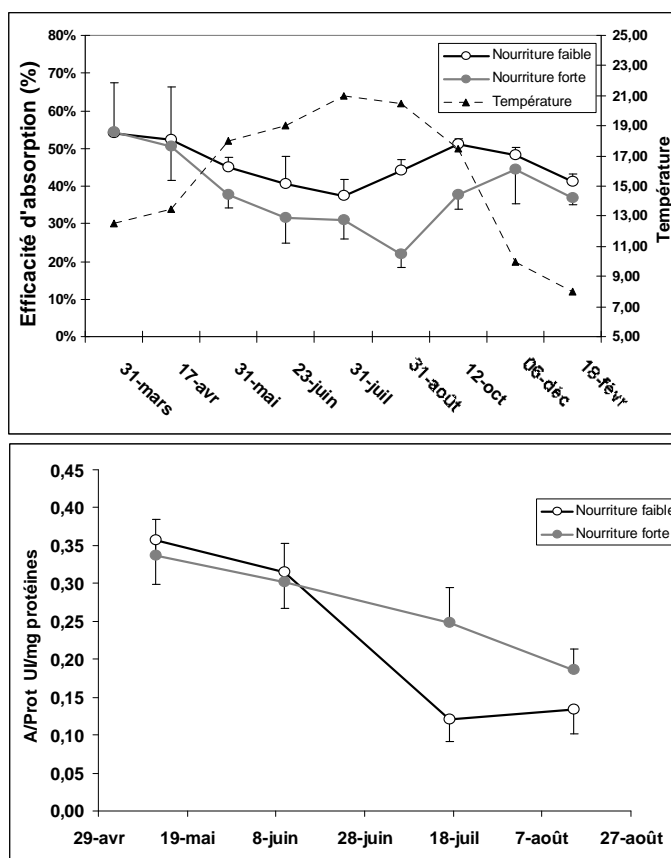 80%
70%
60%
50%
40%
30%
20%
10%
0%
Efficacité d'absorption (%)
25,00
23,00
21,00
19,00
17,00
15,00
13,00
11,00
9,00
7,00
5,00
Température
Nourriture faible
Nourriture forte
Température
31-mars
17-avr
31-mai
23-juin
31-juil
31-août
12-oct
06-déc
18-févr
0,45
0,40
0,35
0,30
0,25
0,20
0,15
0,10
0,05
0,00
A/Prot UI/mg protéines
Nourriture faible
Nourriture forte
29-avr
19-mai
8-juin
28-juin
18-juil
7-août
27-août